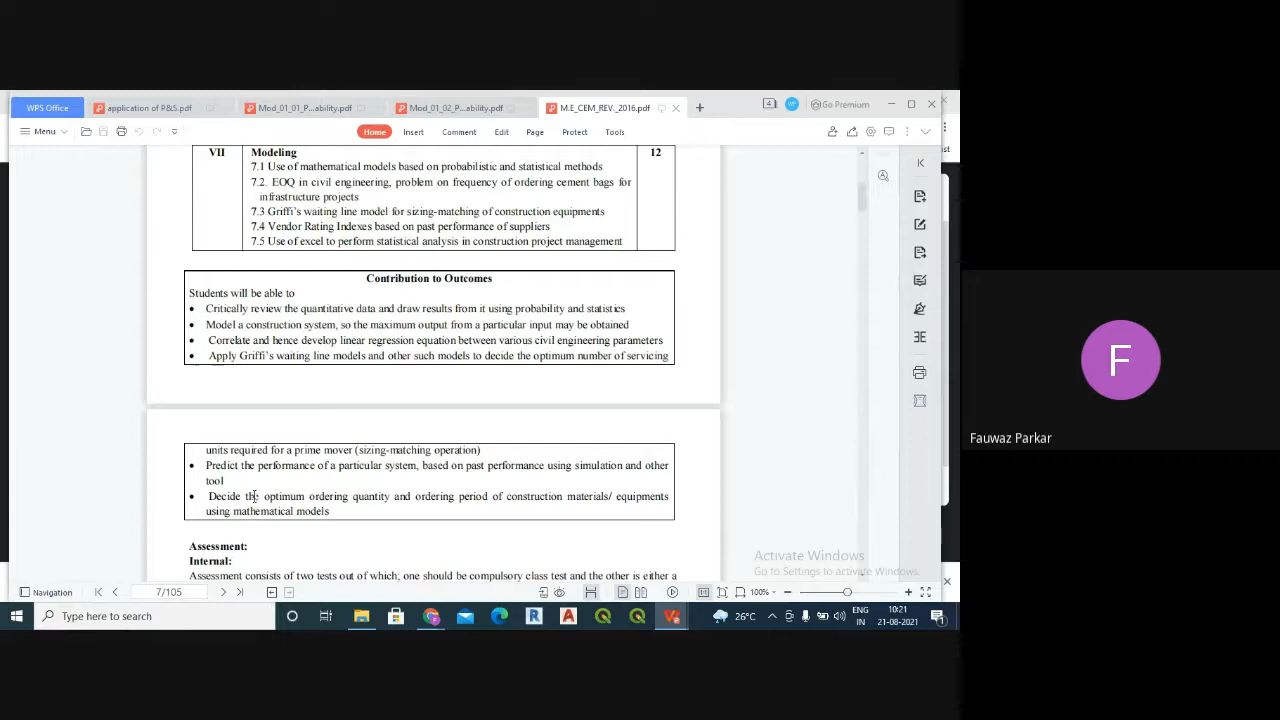 WPS Office
application of P&S.pdf
Mod_01_01_P...ability.pdf
Mod_01_02_P...ability.pdf
M.E_CEM_REV._2016.pdf
Go Premium
Menu
Home Insert Comment Edit Page Protect Tools
VII Modeling 12
7.1 Use of mathematical models based on probabilistic and statistical methods
7.2. EOQ in civil engineering, problem on frequency of ordering cement bags for
infrastructure projects
7.3 Griffi's waiting line model for sizing-matching of construction equipments
7.4 Vendor Rating Indexes based on past performance of suppliers
7.5 Use of excel to perform statistical analysis in construction project management
Contribution to Outcomes
Students will be able to
• Critically review the quantitative data and draw results from it using probability and statistics
• Model a construction system, so the maximum output from a particular input may be obtained
• Correlate and hence develop linear regression equation between various civil engineering parameters
• Apply Griffi's waiting line models and other such models to decide the optimum number of servicing
units required for a prime mover (sizing-matching operation)
• Predict the performance of a particular system, based on past performance using simulation and other
tool
• Decide the optimum ordering quantity and ordering period of construction materials/ equipments
using mathematical models
Assessment:
Internal:
Assessment consists of two tests out of which; one should be compulsory class test and the other is either a
Activate Windows
Go to Settings to activate Windows.
Navigation 7/105 100%
Type here to search
26°C
ENG
IN
10:21
21-08-2021
F
Fauwaz Parkar